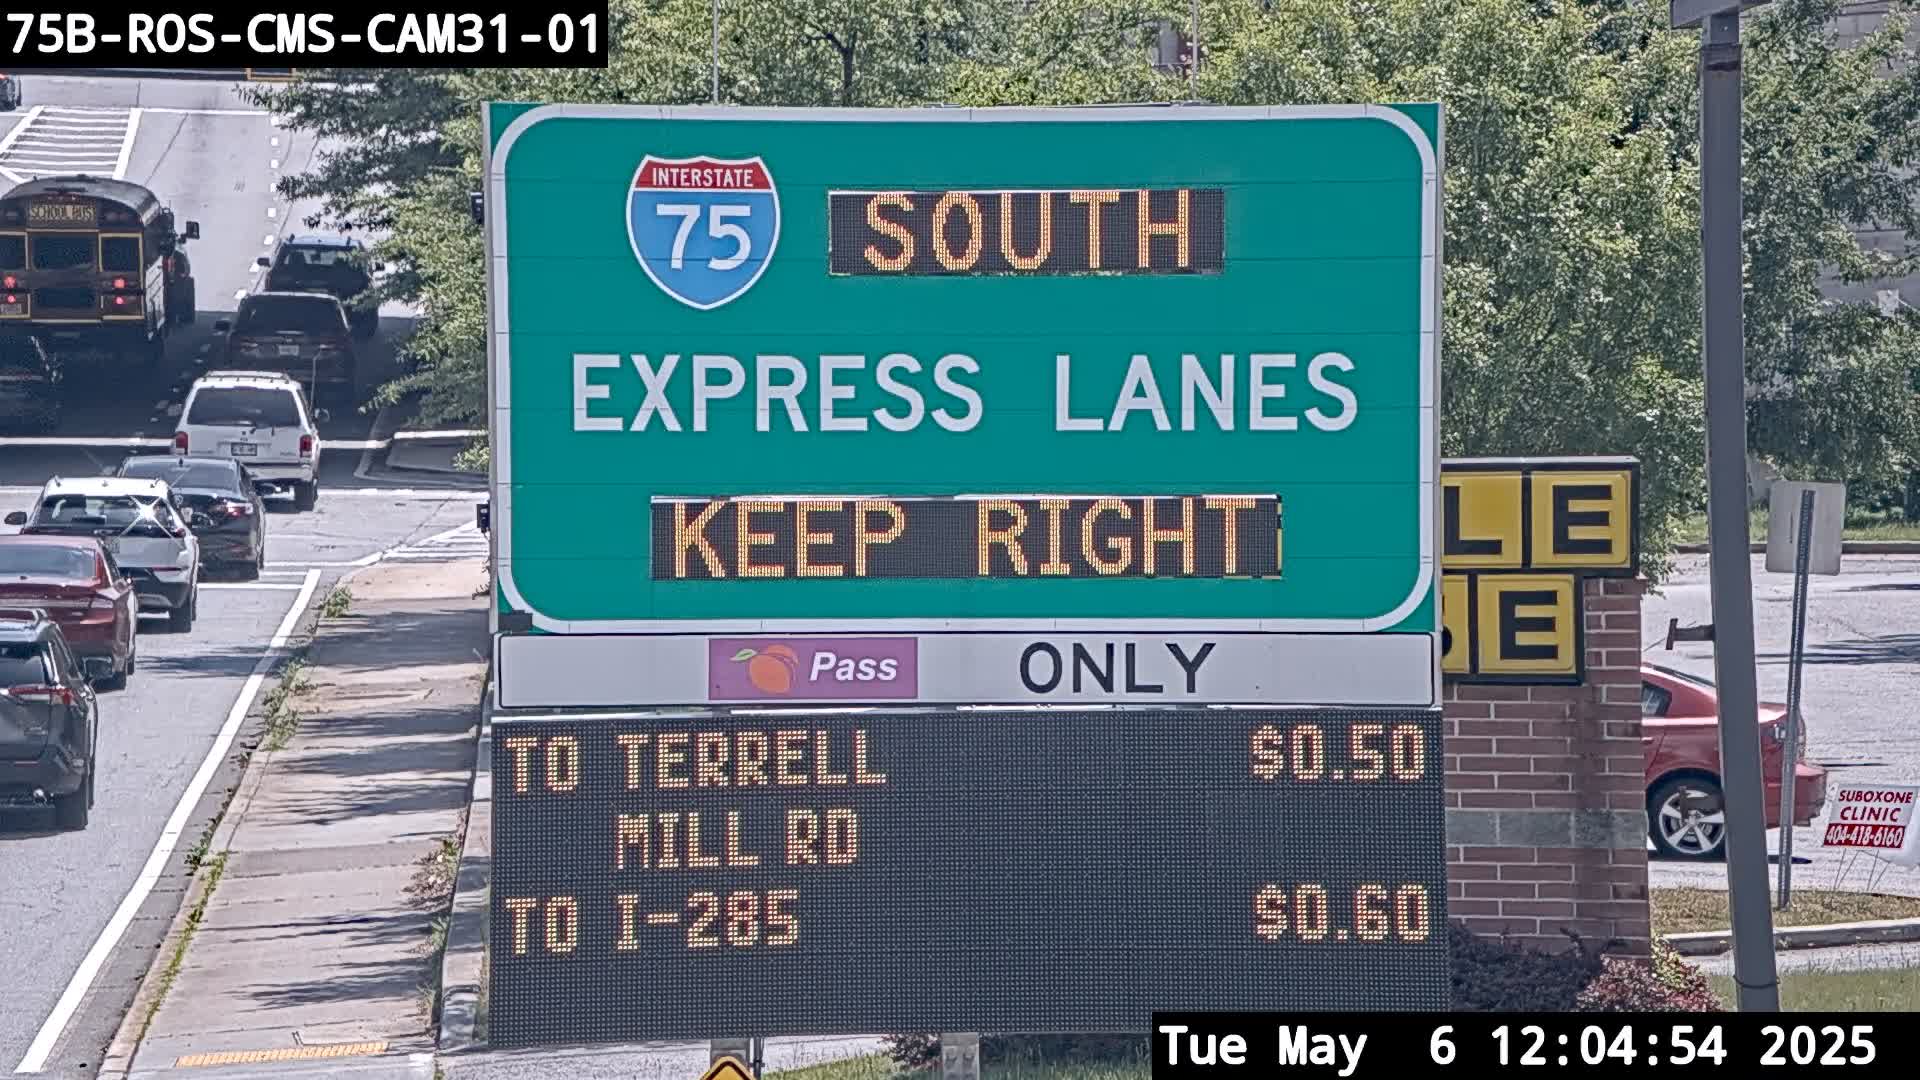 75B-ROS-CMS-CAM31-01
SCHOOL BUS
INTERSTATE
75
SOUTH
EXPRESS LANES
KEEP RIGHT
Pass ONLY
TO TERRELL $0.50
MILL RD
TO I-285 $0.60
LE
E
SUBOXONE
CLINIC
404-418-6160
Tue May 6 12:04:54 2025